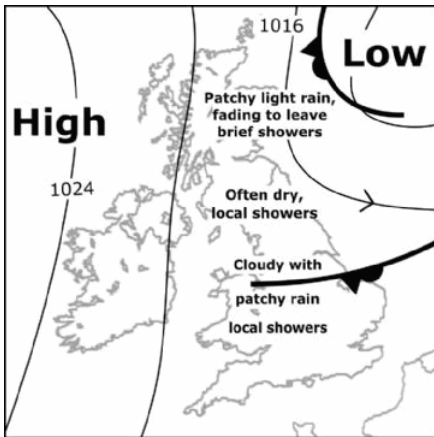 1016
Low
High
Patchy light rain,
fading to leave
brief showers
1024
Often dry,
local showers
Cloudy with
patchy rain
local showers